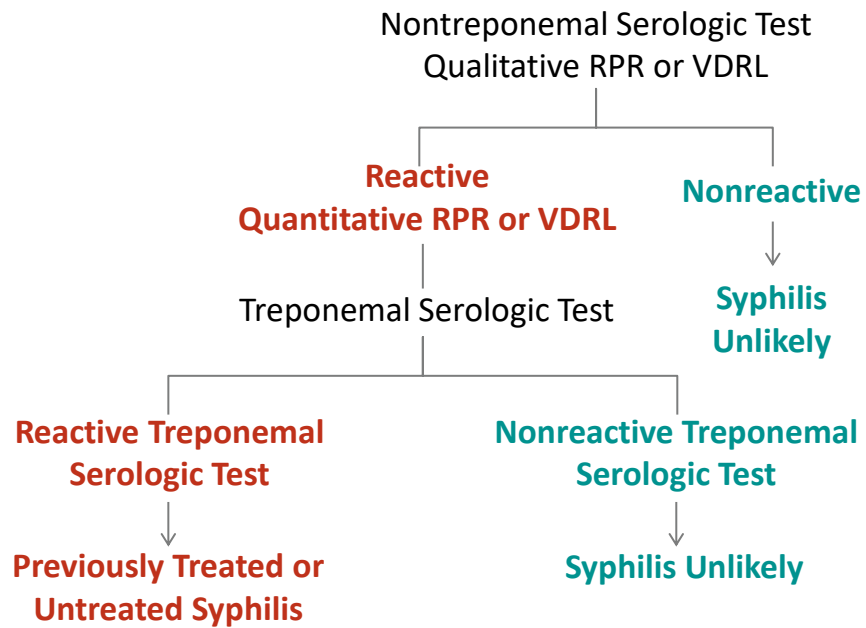 Nontreponemal Serologic Test
Qualitative RPR or VDRL
Reactive
Quantitative RPR or VDRL
Nonreactive
Syphilis
Unlikely
Treponemal Serologic Test
Reactive Treponemal
Serologic Test
Nonreactive Treponemal
Serologic Test
Previously Treated or
Untreated Syphilis
Syphilis Unlikely